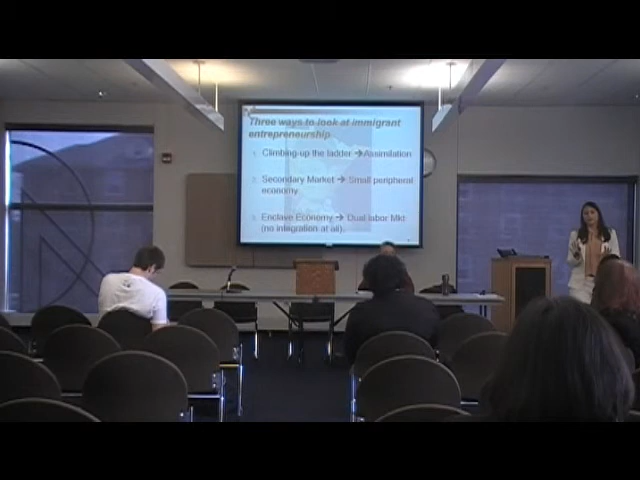 Three ways to look at immigrant
entrepreneurship
1. Climbing-up the ladder ➔Assimilation
2. Secondary Market ➔ Small peripheral
economy
3. Enclave Economy ➔ Dual labor Mkt
(no integration at all).